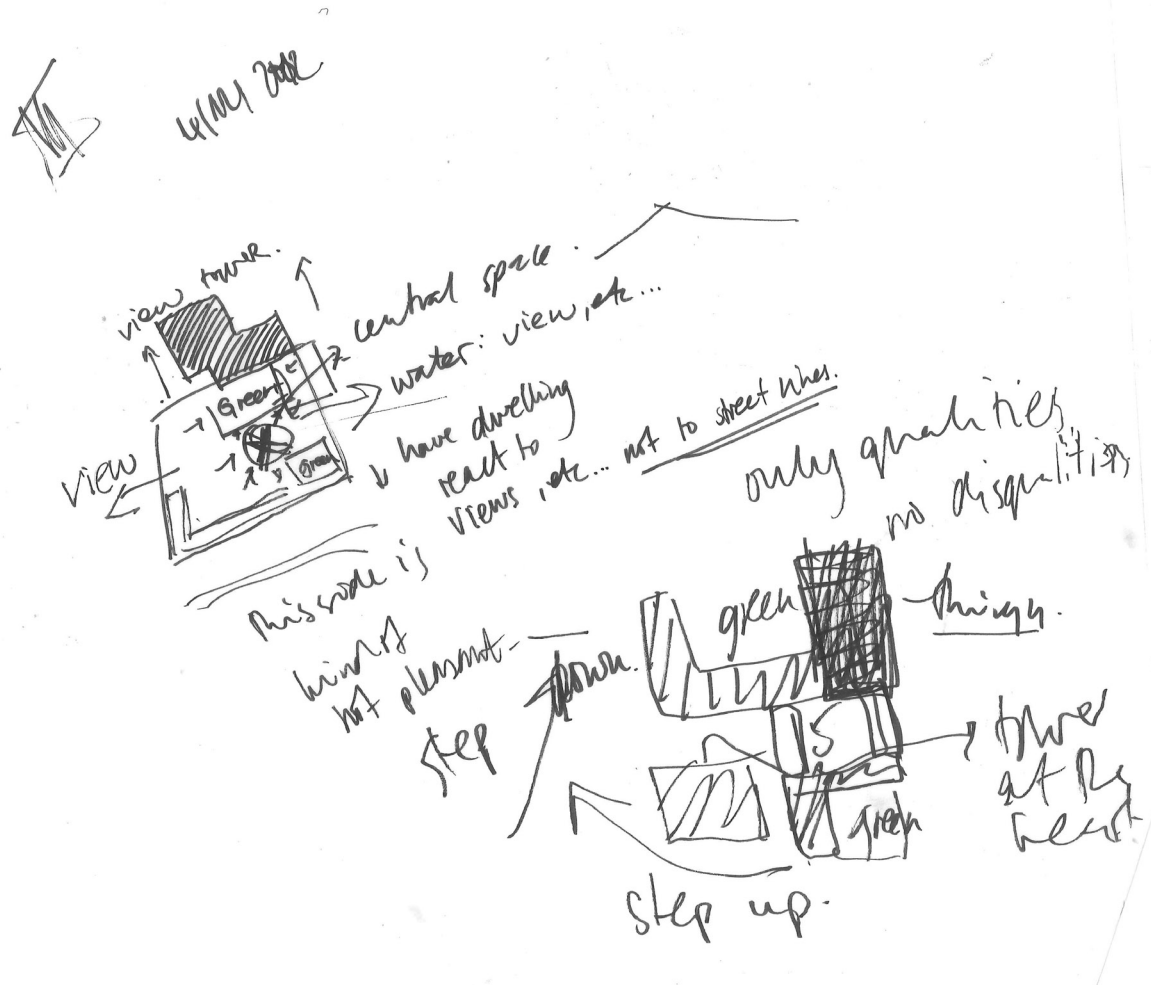 view tower.
central space.
water: view, etc...
Green
view
green
have dwelling
react to
views, etc... not to street lines.
only qualities,
no disqualities,
this side is
kind of
not pleasant
green
step down.
tower
at the
heart
green
step up.